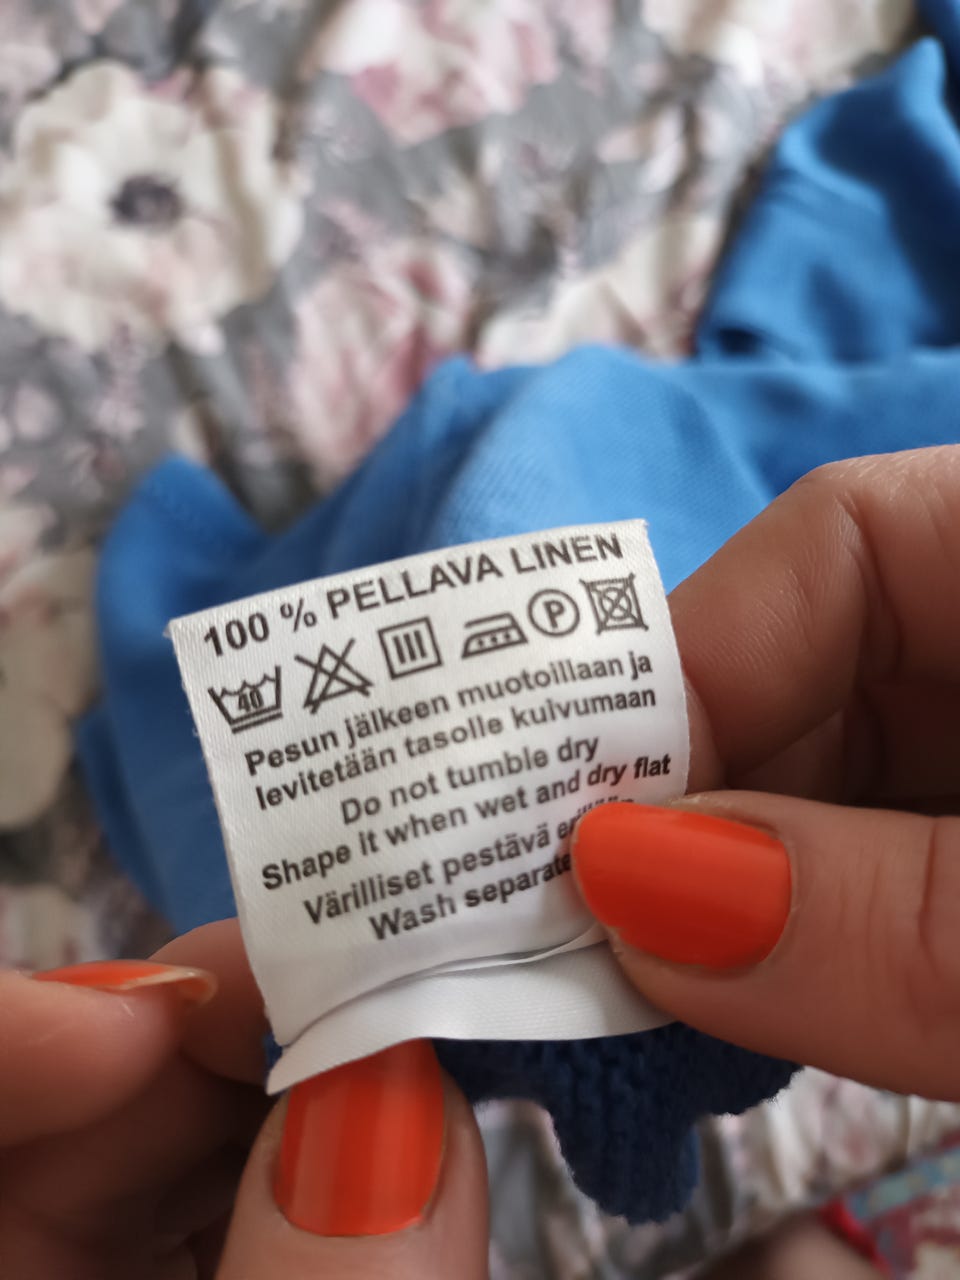 100 % PELLAVA LINEN
40 P
Pesun jälkeen muotoillaan ja
levitetään tasolle kuivumaan
Do not tumble dry
Shape it when wet and dry flat
Värilliset pestävä
Wash